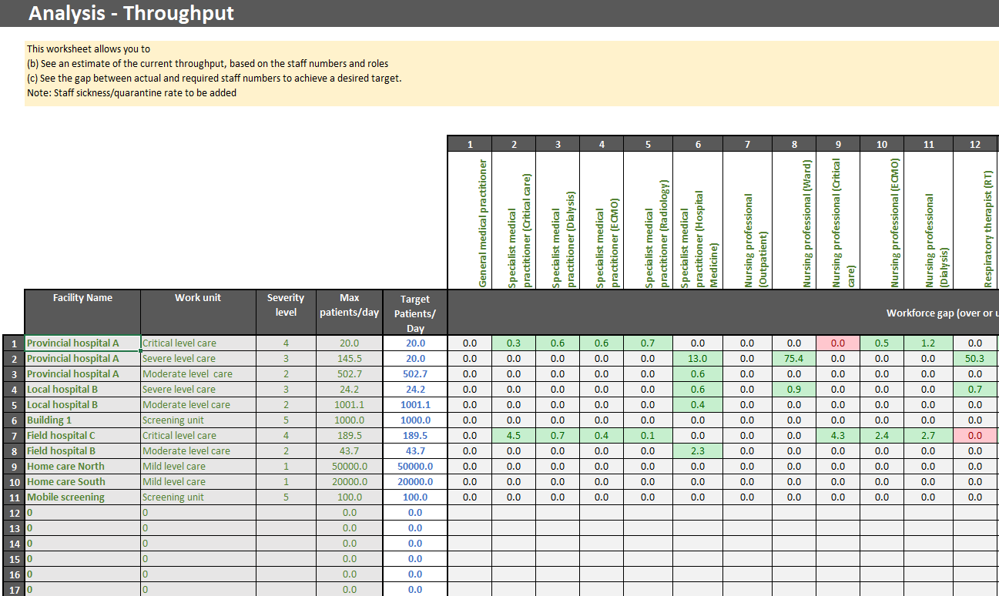 Analysis - Throughput
This worksheet allows you to
(b) See an estimate of the current throughput, based on the staff numbers and roles
(c) See the gap between actual and required staff numbers to achieve a desired target.
Note: Staff sickness/quarantine rate to be added
1 2 3 4 5 6 7 8 9 10 11 12
General medical practitioner
Specialist medical
practitioner (Critical care)
Specialist medical
practitioner (Dialysis)
Specialist medical
practitioner (ECMO)
Specialist medical
practitioner (Radiology)
Specialist medical
practitioner (Hospital
Medicine)
Nursing professional
(Outpatient)
Nursing professional (Ward)
Nursing professional (Critical
care)
Nursing professional (ECMO)
Nursing professional
(Dialysis)
Respiratory therapist (RT)
Facility Name Work unit Severity level Max patients/day Target Patients/ Day
Workforce gap (over or u
1 Provincial hospital A Critical level care 4 20.0 20.0 0.0 0.3 0.6 0.6 0.7 0.0 0.0 0.0 0.0 0.5 1.2 0.0
2 Provincial hospital A Severe level care 3 145.5 20.0 0.0 0.0 0.0 0.0 0.0 13.0 0.0 75.4 0.0 0.0 0.0 50.3
3 Provincial hospital A Moderate level  care 2 502.7 502.7 0.0 0.0 0.0 0.0 0.0 0.6 0.0 0.0 0.0 0.0 0.0 0.0
4 Local hospital B Severe level care 3 24.2 24.2 0.0 0.0 0.0 0.0 0.0 0.6 0.0 0.9 0.0 0.0 0.0 0.7
5 Local hospital B Moderate level care 2 1001.1 1001.1 0.0 0.0 0.0 0.0 0.0 0.4 0.0 0.0 0.0 0.0 0.0 0.0
6 Building 1 Screening unit 5 1000.0 1000.0 0.0 0.0 0.0 0.0 0.0 0.0 0.0 0.0 0.0 0.0 0.0 0.0
7 Field hospital C Critical level care 4 189.5 189.5 0.0 4.5 0.7 0.4 0.1 0.0 0.0 0.0 4.3 2.4 2.7 0.0
8 Field hospital B Moderate level care 2 43.7 43.7 0.0 0.0 0.0 0.0 0.0 2.3 0.0 0.0 0.0 0.0 0.0 0.0
9 Home care North Mild level care 1 50000.0 50000.0 0.0 0.0 0.0 0.0 0.0 0.0 0.0 0.0 0.0 0.0 0.0 0.0
10 Home care South Mild level care 1 20000.0 20000.0 0.0 0.0 0.0 0.0 0.0 0.0 0.0 0.0 0.0 0.0 0.0 0.0
11 Mobile screening Screening unit 5 100.0 100.0 0.0 0.0 0.0 0.0 0.0 0.0 0.0 0.0 0.0 0.0 0.0 0.0
12 0 0 0.0 0.0
13 0 0 0.0 0.0
14 0 0 0.0 0.0
15 0 0 0.0 0.0
16 0 0 0.0 0.0
17 0 0 0.0 0.0